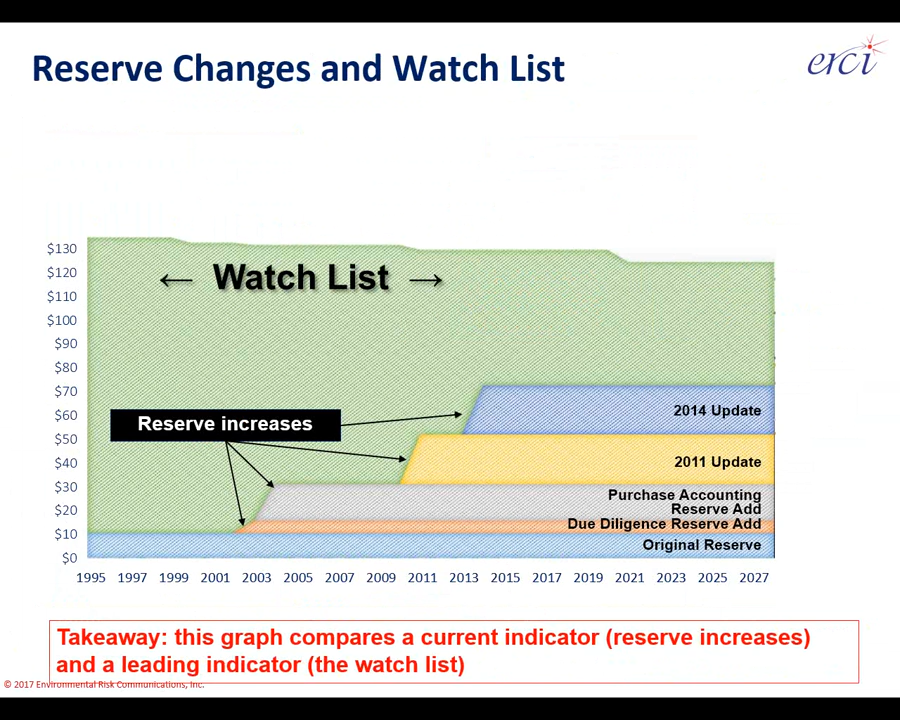 Reserve Changes and Watch List
erci
$130
← Watch List →
$120
$110
$100
$90
$80
$70
$60
2014 Update
Reserve increases
$50
2011 Update
$40
$30
Purchase Accounting
Reserve Add
$20
Due Diligence Reserve Add
$10
Original Reserve
$0
1995 1997 1999 2001 2003 2005 2007 2009 2011 2013 2015 2017 2019 2021 2023 2025 2027
Takeaway: this graph compares a current indicator (reserve increases)
and a leading indicator (the watch list)
© 2017 Environmental Risk Communications, Inc.